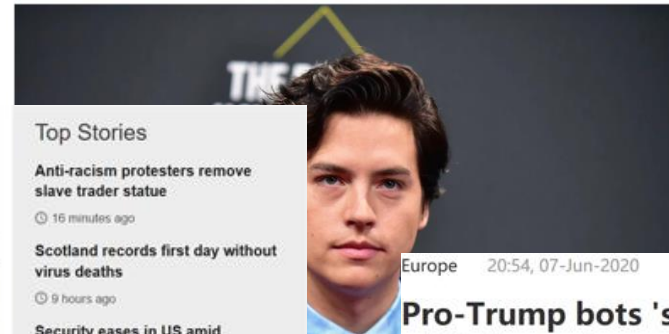 THE
Top Stories
Anti-racism protesters remove
slave trader statue
16 minutes ago
Scotland records first day without
virus deaths
9 hours ago
Security eases in US amid
Europe 20:54, 07-Jun-2020
Pro-Trump bots